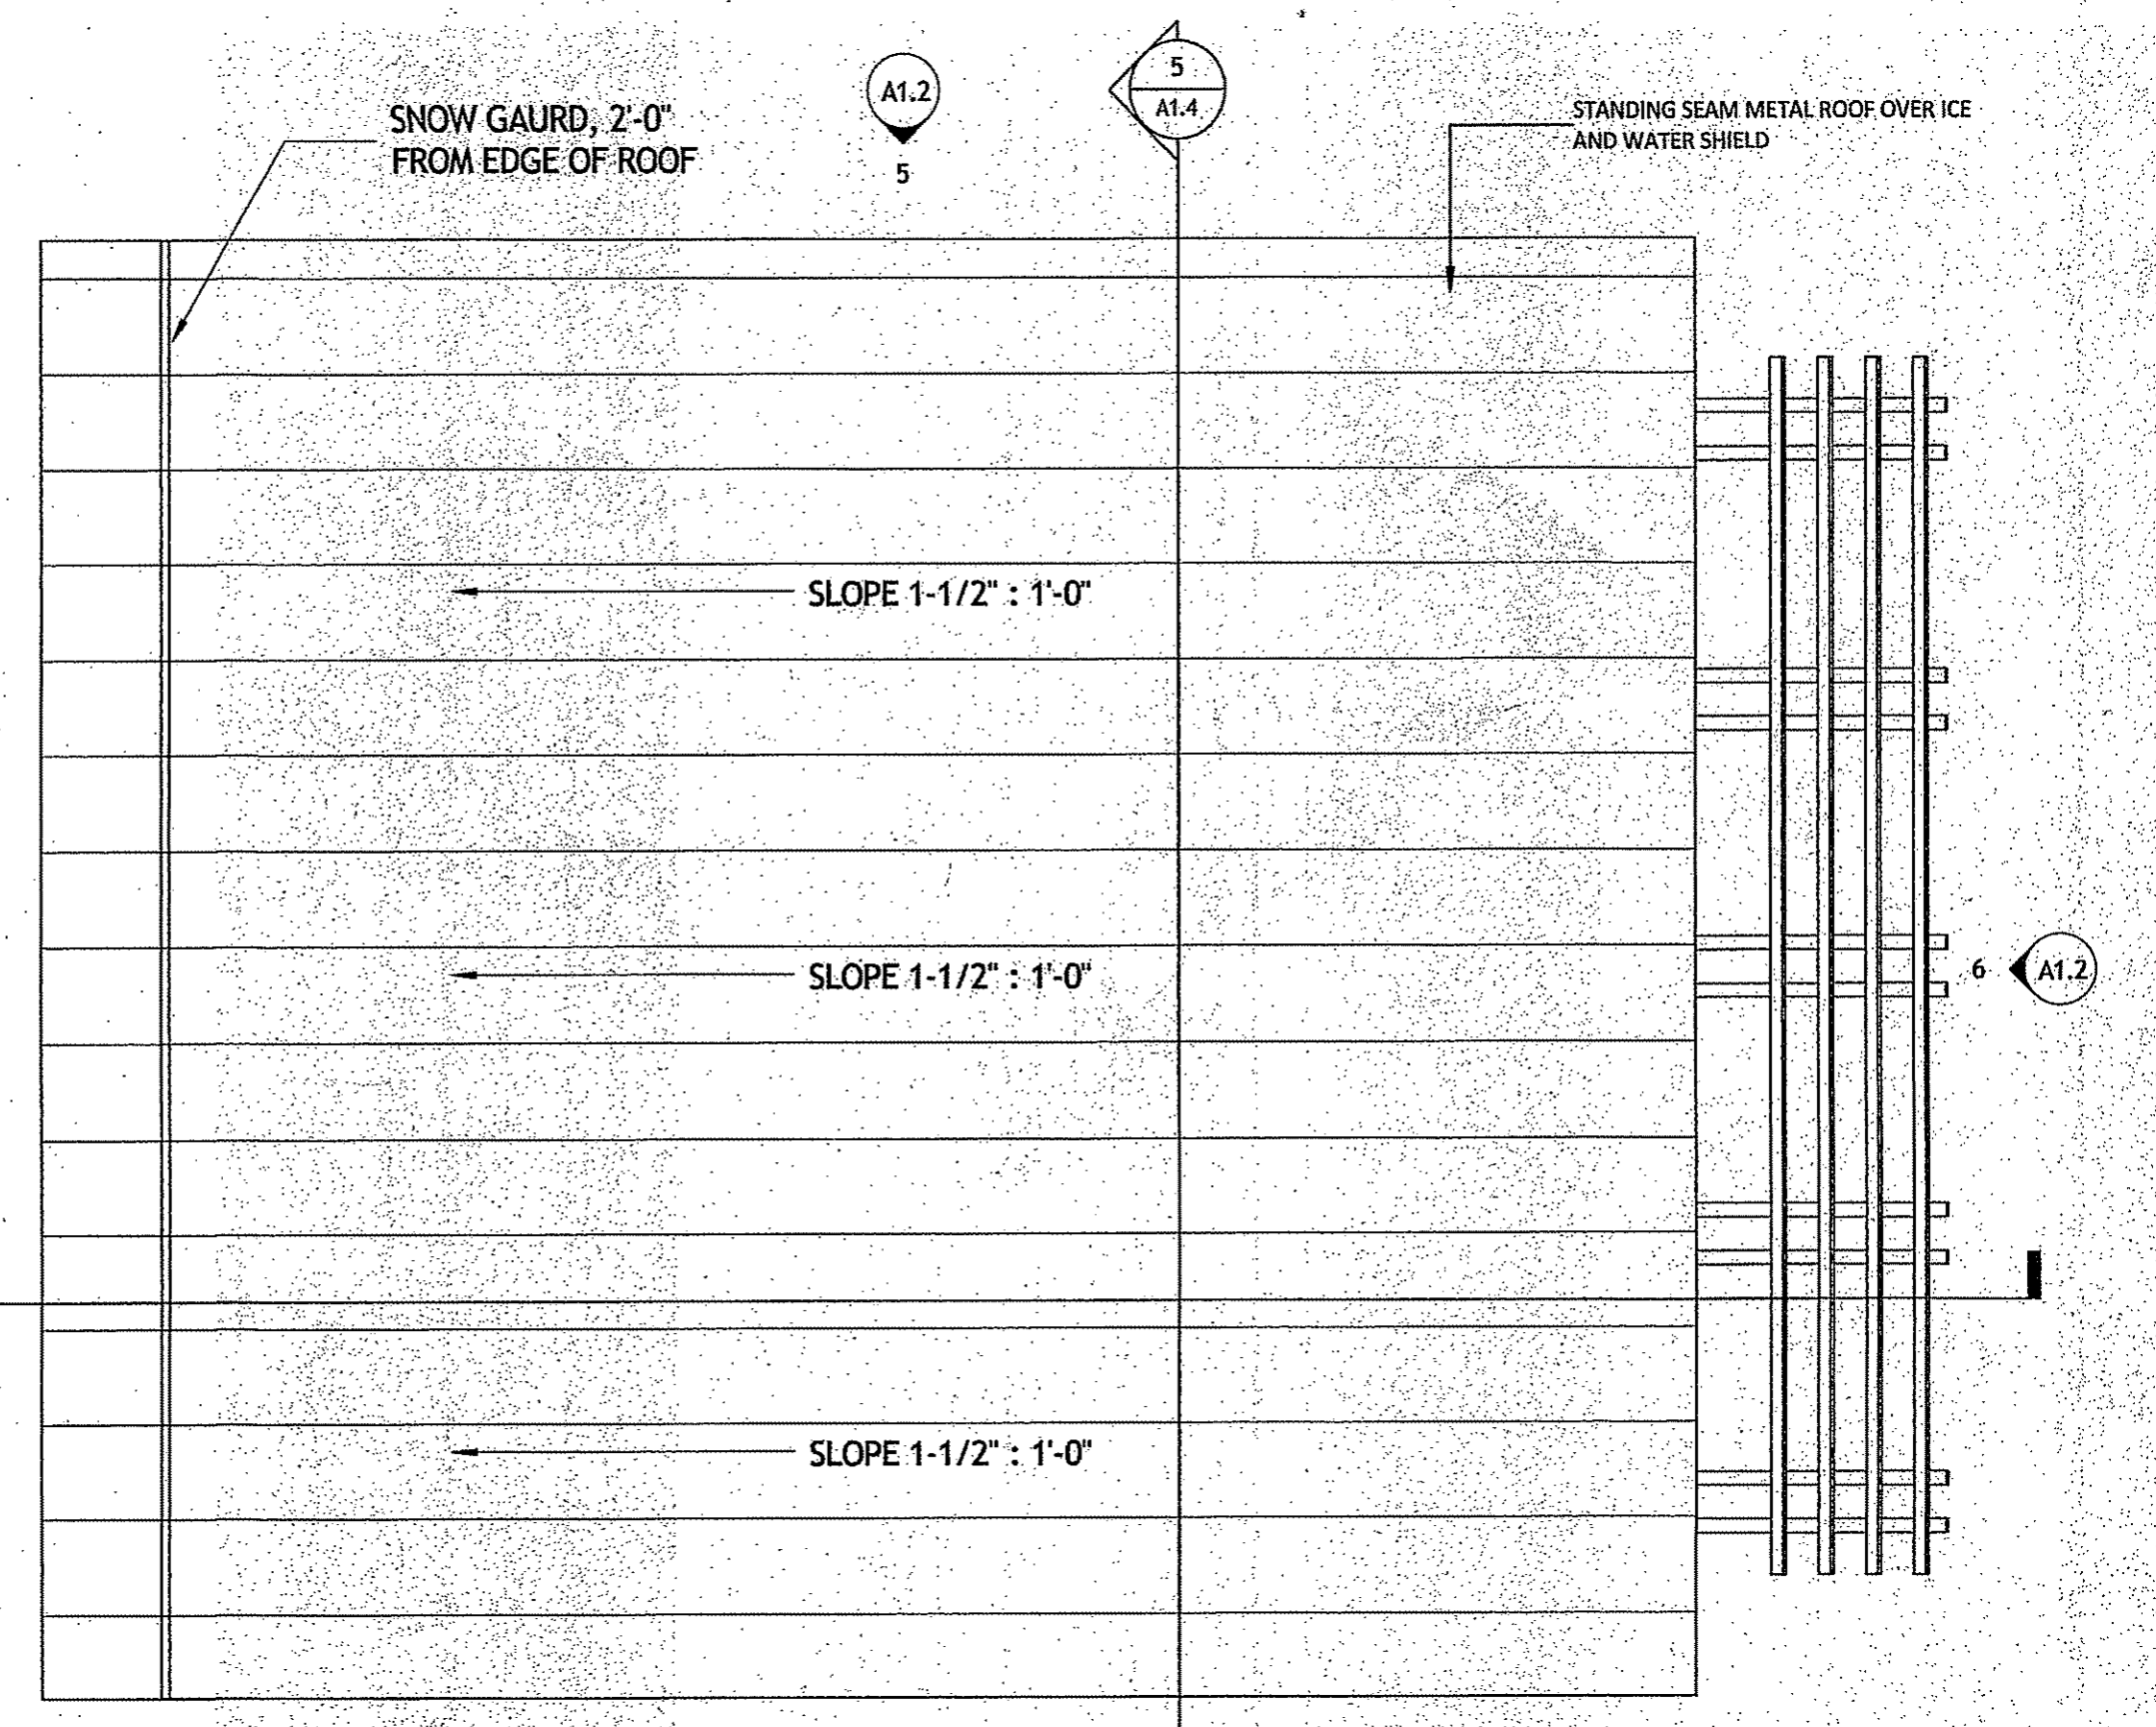 SNOW GAURD, 2'-0"
FROM EDGE OF ROOF
A1.2
5
5
A1.4
STANDING SEAM METAL ROOF OVER ICE
AND WATER SHIELD
SLOPE 1-1/2" : 1'-0"
SLOPE 1-1/2" : 1'-0"
6 A1.2
SLOPE 1-1/2" : 1'-0"